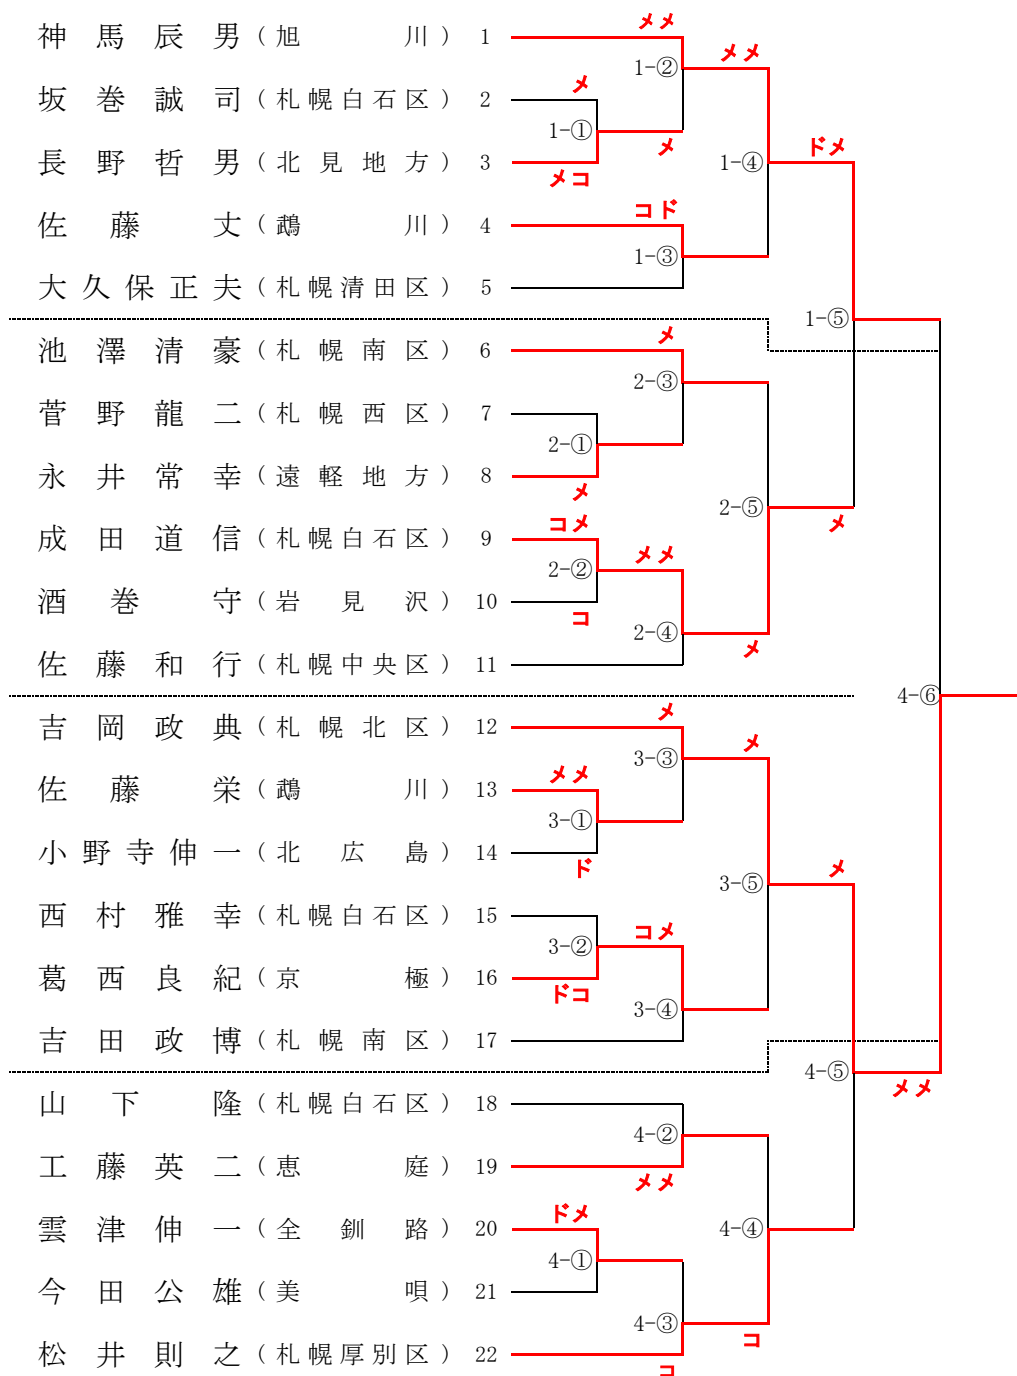 メメ
神馬辰男（旭川） 1
1-② メメ
メ
坂巻誠司（札幌白石区） 2
1-①
メ
長野哲男（北見地方） 3
1-④ ドメ
メコ
コド
佐藤丈（鵡川） 4
1-③
大久保正夫（札幌清田区） 5
1-⑤
メ
池澤清豪（札幌南区） 6
2-③
菅野龍二（札幌西区） 7
2-①
永井常幸（遠軽地方） 8
メ
2-⑤
コメ メ
成田道信（札幌白石区） 9
メメ
2-②
酒巻守（岩見沢） 10
コ
2-④
メ
佐藤和行（札幌中央区） 11
4-⑥
メ
吉岡政典（札幌北区） 12
メ
3-③
メメ
佐藤栄（鵡川） 13
3-①
小野寺伸一（北広島） 14
ド メ
3-⑤
西村雅幸（札幌白石区） 15
コメ
3-②
葛西良紀（京極） 16
ドコ
3-④
吉田政博（札幌南区） 17
4-⑤
メメ
山下隆（札幌白石区） 18
4-②
工藤英二（恵庭） 19
メメ
ドメ
雲津伸一（全釧路） 20
4-④
4-①
今田公雄（美唄） 21
4-③
コ
松井則之（札幌厚別区） 22
コ